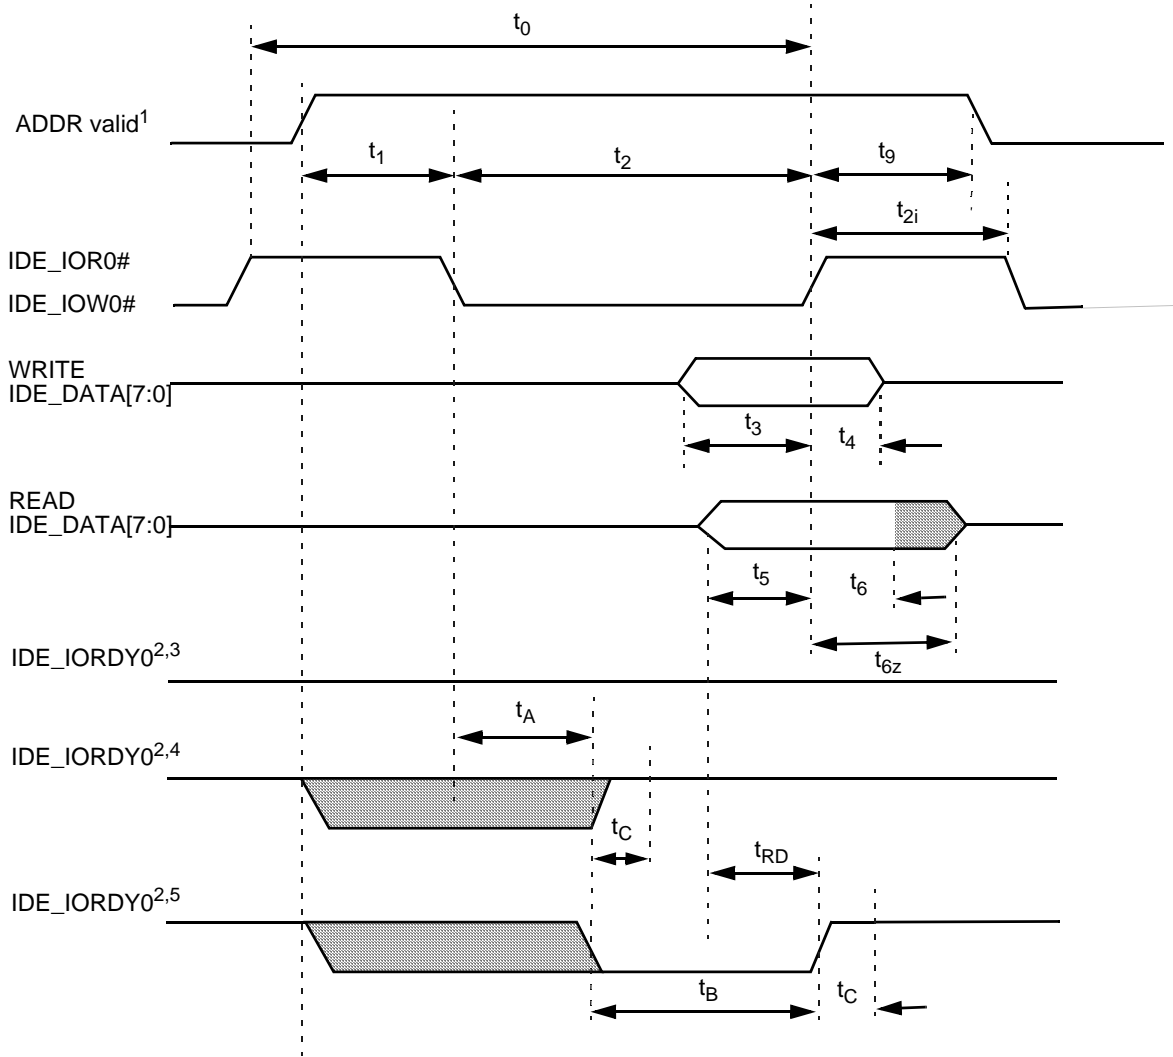 t0
ADDR valid1
t1
t2
t9
t2i
IDE_IOR0#
IDE_IOW0#
WRITE
IDE_DATA[7:0]
t3
t4
READ
IDE_DATA[7:0]
t5
t6
IDE_IORDY02,3
t6z
tA
IDE_IORDY02,4
tC
tRD
IDE_IORDY02,5
tB
tC